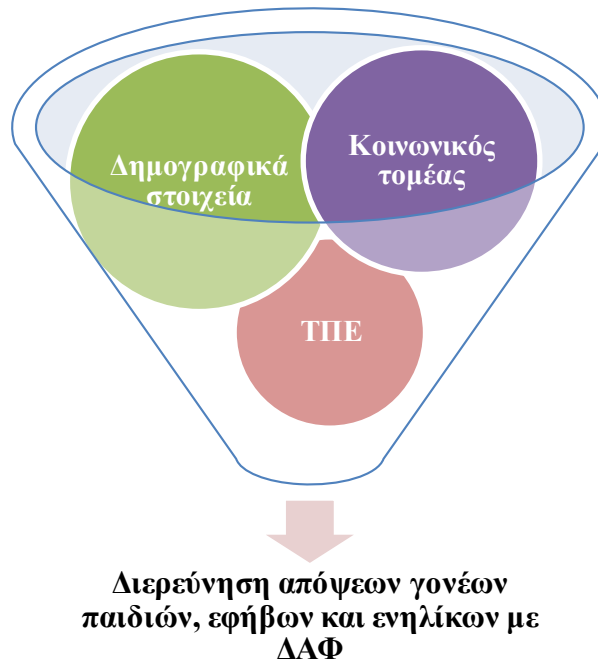 Δημογραφικά
στοιχεία
Κοινωνικός
τομέας
ΤΠΕ
Διερεύνηση απόψεων γονέων
παιδιών, εφήβων και ενηλίκων με
ΔΑΦ